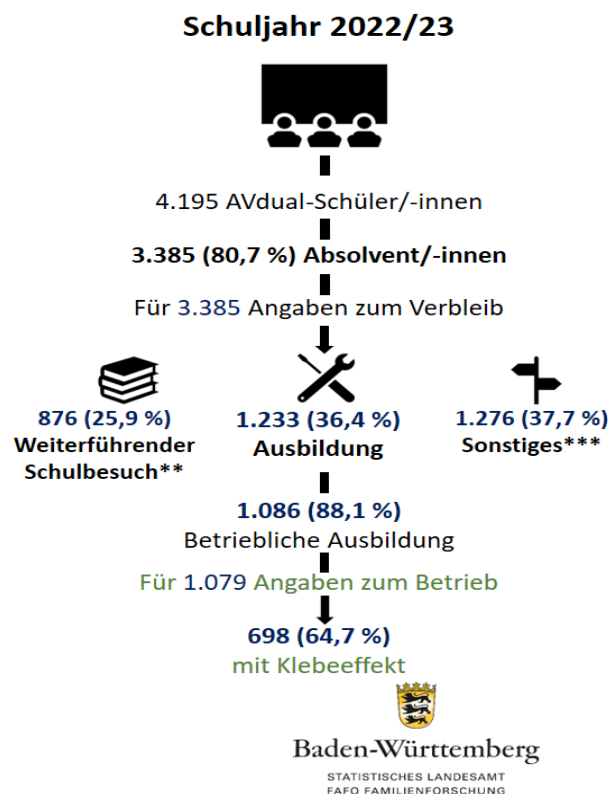 Schuljahr 2022/23
4.195 AVdual-Schüler/-innen
3.385 (80,7 %) Absolvent/-innen
Für 3.385 Angaben zum Verbleib
876 (25,9 %)
Weiterführender
Schulbesuch**
1.233 (36,4 %)
Ausbildung
1.276 (37,7 %)
Sonstiges***
1.086 (88,1 %)
Betriebliche Ausbildung
Für 1.079 Angaben zum Betrieb
698 (64,7 %)
mit Klebeeffekt
Baden-Württemberg
STATISTISCHES LANDESAMT
FAFO FAMILIENFORSCHUNG